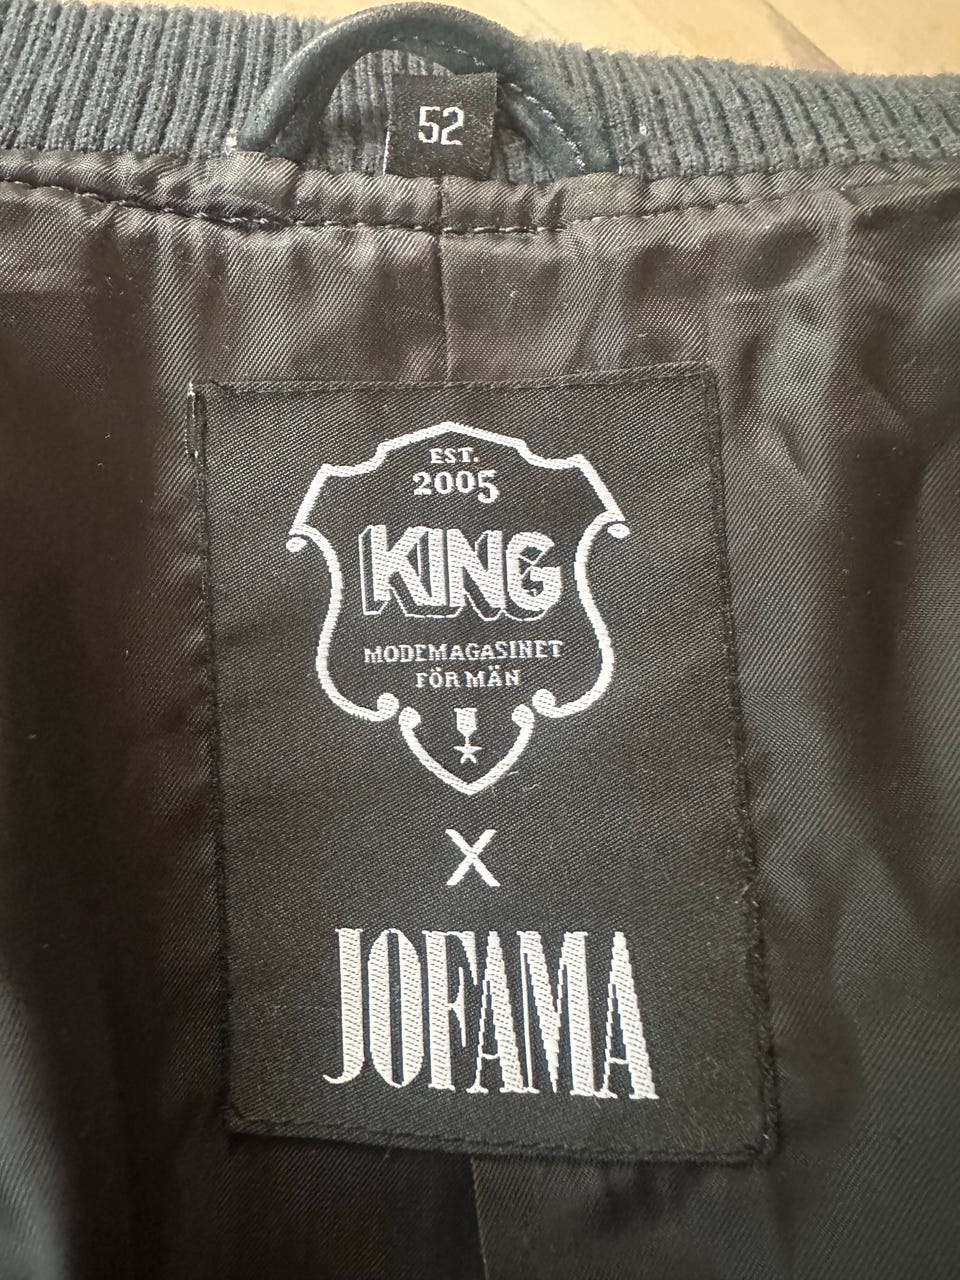 52
EST.
2005
KING
MODEMAGASINET
FÖR MÄN
X
JOFAMA